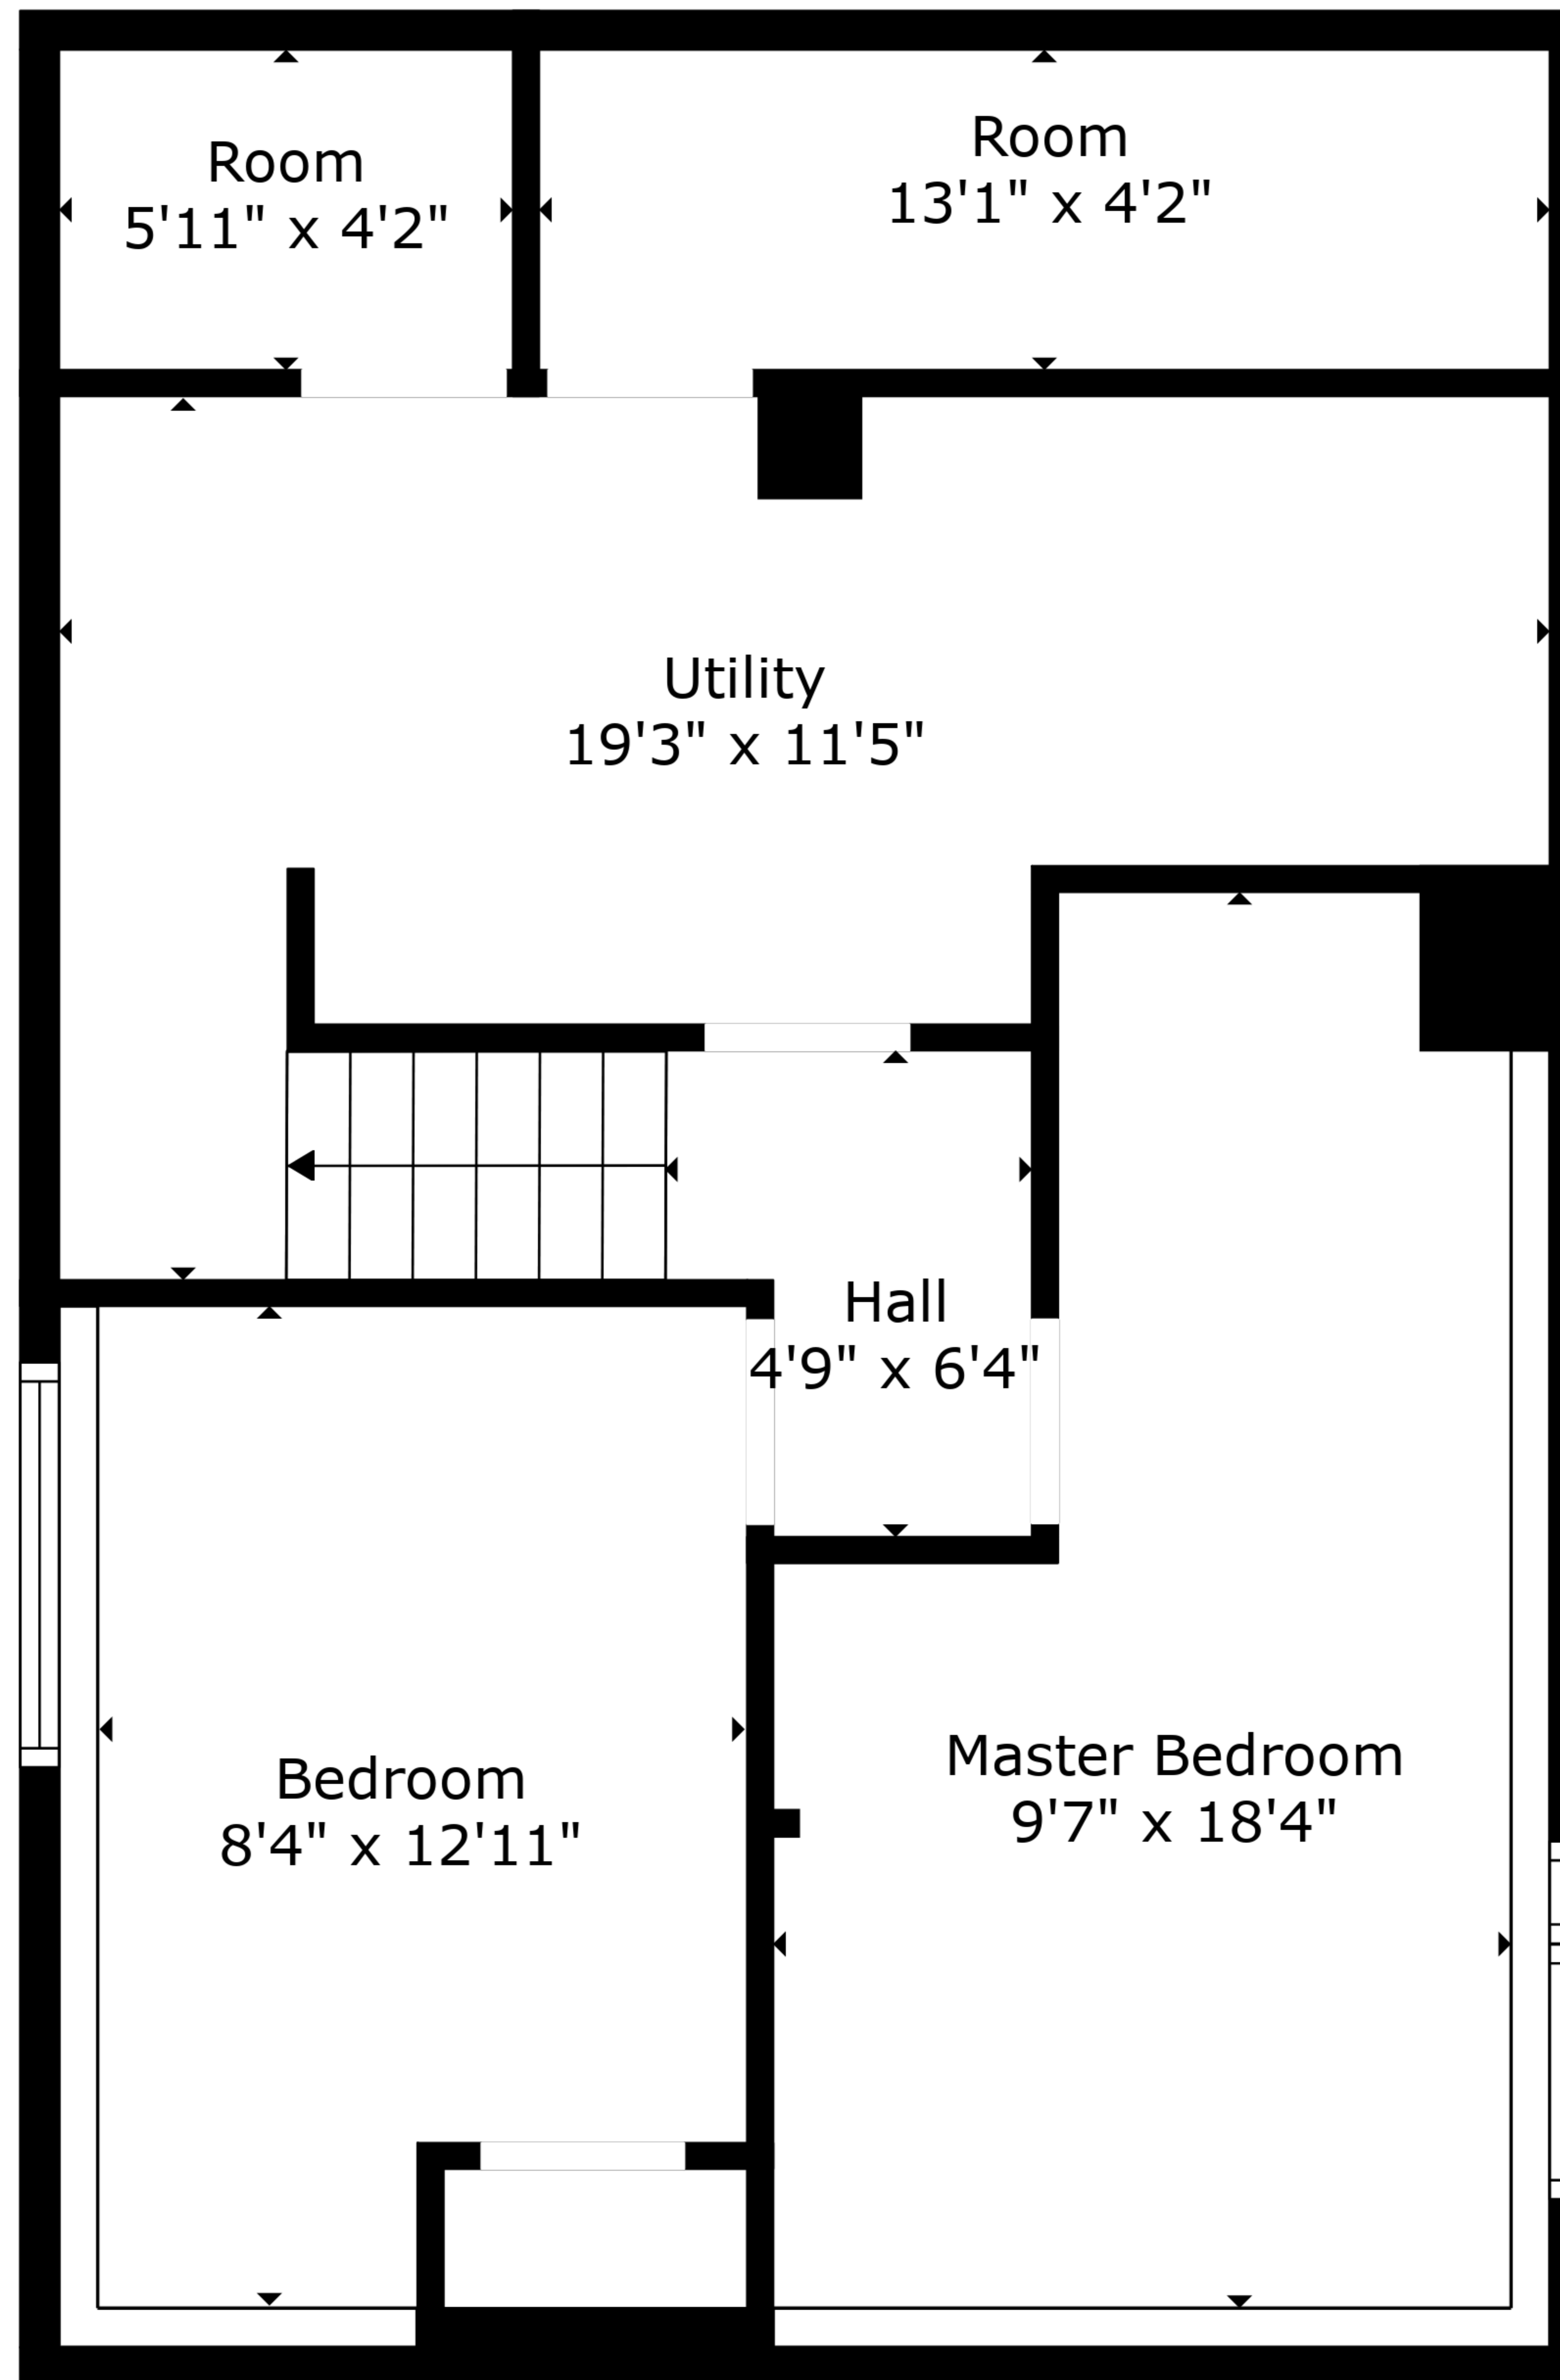 Room
5'11" x 4'2"
Room
13'1" x 4'2"
Utility
19'3" x 11'5"
Hall
4'9" x 6'4"
Bedroom
8'4" x 12'11"
Master Bedroom
9'7" x 18'4"